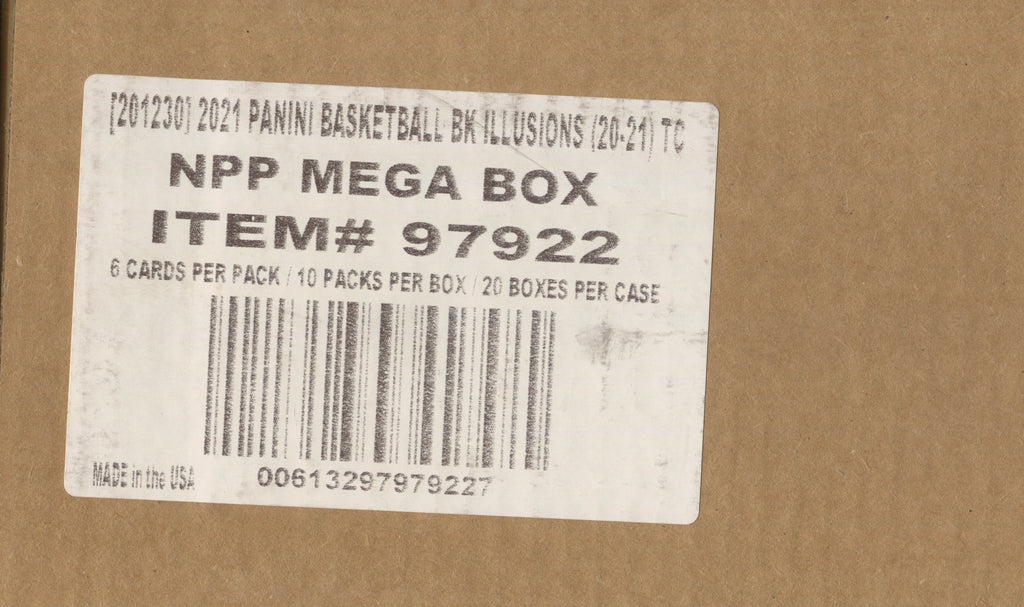 [201230] 2021 PANINI BASKETBALL BK ILLUSIONS (20-21) TC
NPP MEGA BOX
ITEM# 97922
6 CARDS PER PACK / 10 PACKS PER BOX / 20 BOXES PER CASE
MADE in the USA
00613297979227